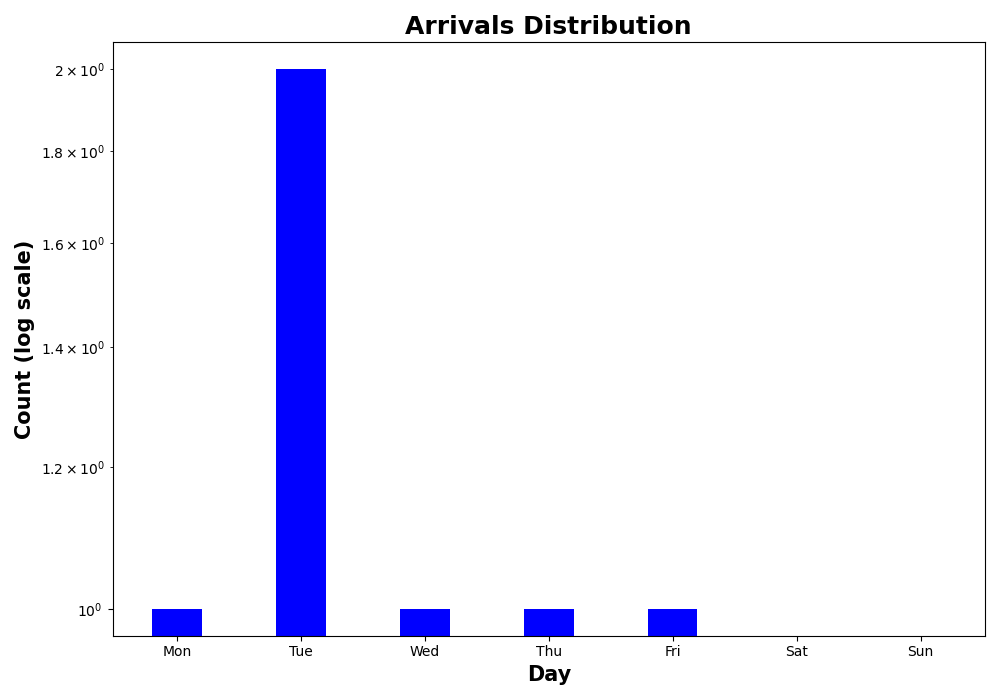 Arrivals Distribution
Count (log scale)
2 × 10⁰
1.8 × 10⁰
1.6 × 10⁰
1.4 × 10⁰
1.2 × 10⁰
10⁰
Mon Tue Wed Thu Fri Sat Sun
Day